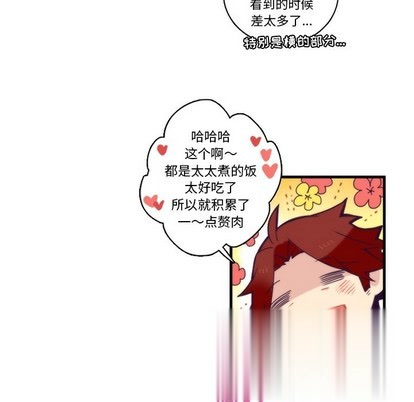 看到的时候
差太多了...
特别是横的部分...
哈哈哈
这个啊～
都是太太煮的饭
太好吃了
所以就积累了
一～点赘肉